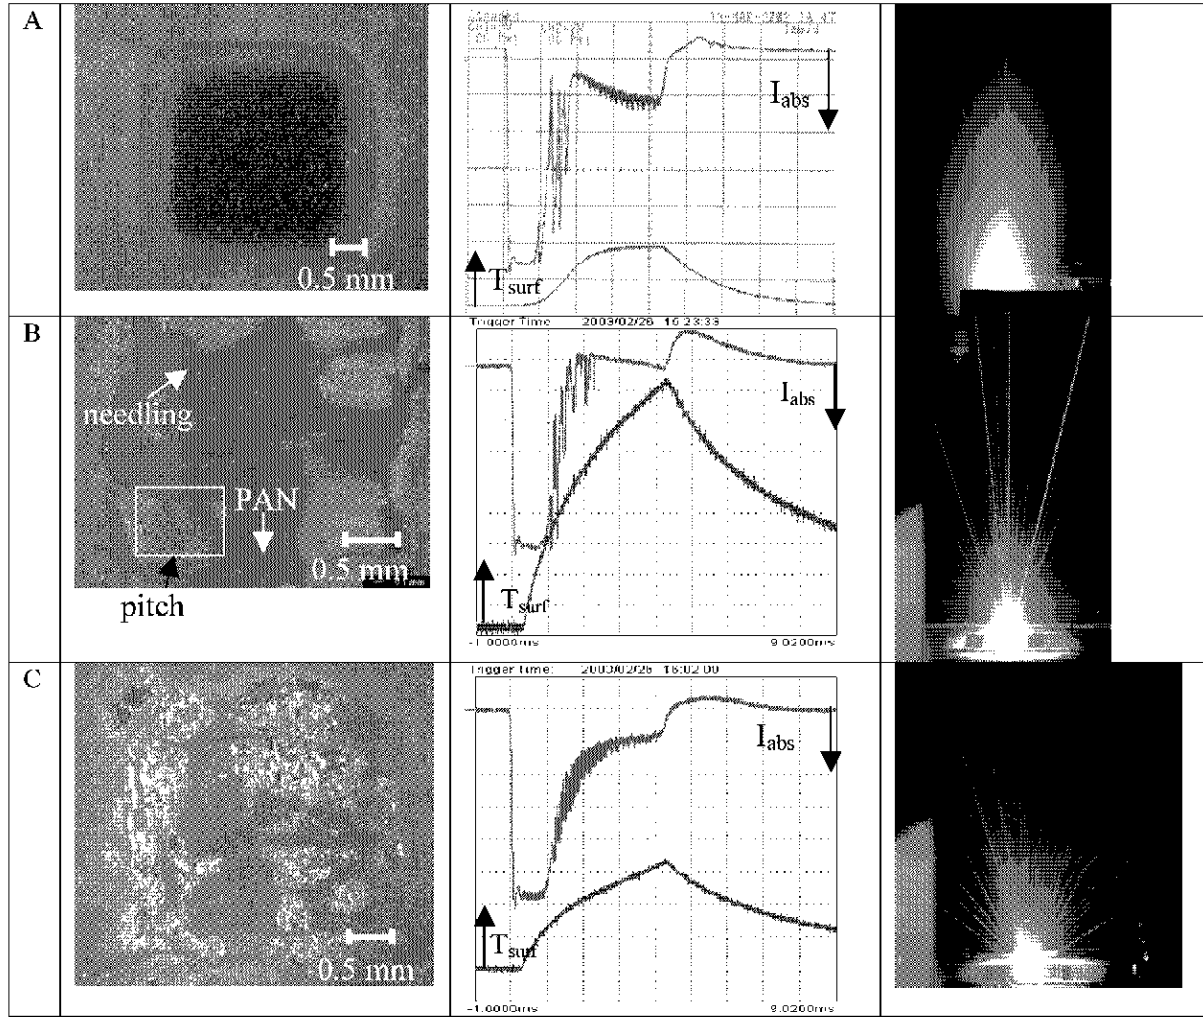 A
0.5 mm
I_abs
T_surf
B
needling
PAN
0.5 mm
pitch
Trigger Time 2003/02/26 16:23:33
I_abs
T_surf
-1.0000ms 9.0200ms
C
0.5 mm
Trigger Time: 2003/02/26 16:02:00
I_abs
T_surf
-1.0000ms 9.0200ms